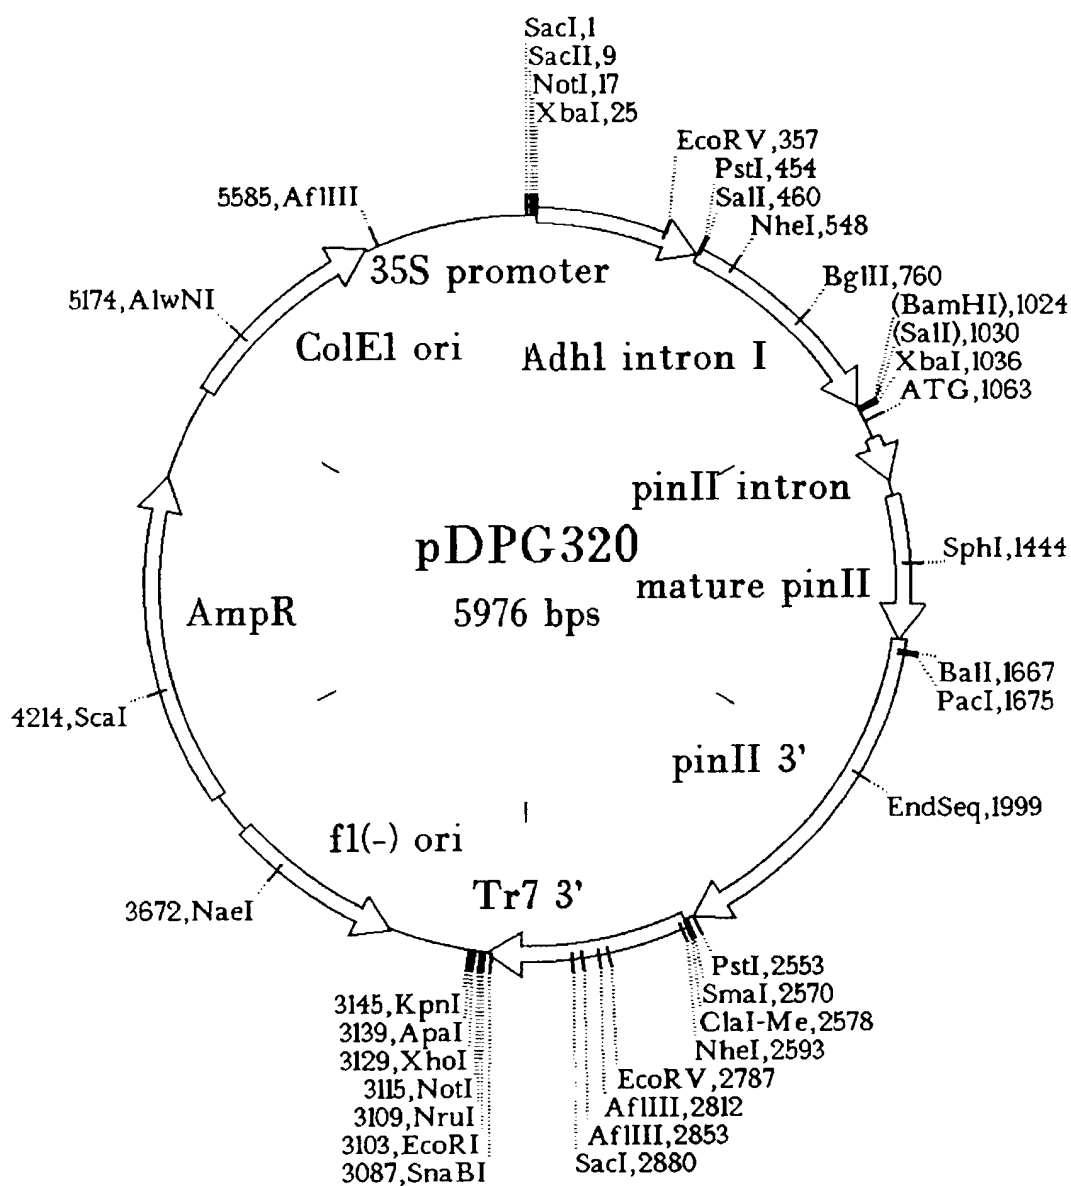 SacI,1
SacII,9
NotI,17
XbaI,25
EcoRV,357
PstI,454
SalI,460
NheI,548
5585,AflIII
35S promoter
BglII,760
5174,AlwNI
(BamHI),1024
(SalI),1030
XbaI,1036
ATG,1063
ColE1 ori
Adh1 intron I
pinII intron
pDPG320
5976 bps
SphI,1444
mature pinII
AmpR
BalI,1667
PacI,1675
4214,ScaI
pinII 3'
EndSeq,1999
f1(-) ori
Tr7 3'
3672,NaeI
PstI,2553
SmaI,2570
ClaI-Me,2578
NheI,2593
EcoRV,2787
AflIII,2812
AflIII,2853
SacI,2880
3145,KpnI
3139,ApaI
3129,XhoI
3115,NotI
3109,NruI
3103,EcoRI
3087,SnaBI